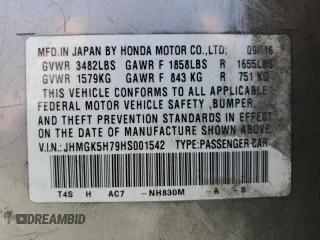 MFD.IN JAPAN BY HONDA MOTOR CO.,LTD. 09/16
GVWR 3482LBS GAWR F 1858LBS R 1655LBS
GVWR 1579KG GAWR F 843 KG R 751 KG
THIS VEHICLE CONFORMS TO ALL APPLICABLE
FEDERAL MOTOR VEHICLE SAFETY ,BUMPER,
AND THEFT PREVENTION STANDARDS IN EFFECT
ON THE DATE OF MANUFACTURE SHOWN ABOVE.
V.I.N.: JHMGK5H79HS001542 TYPE:PASSENGER CAR
T4S H AC7 -NH830M -A -S
DREAMBID